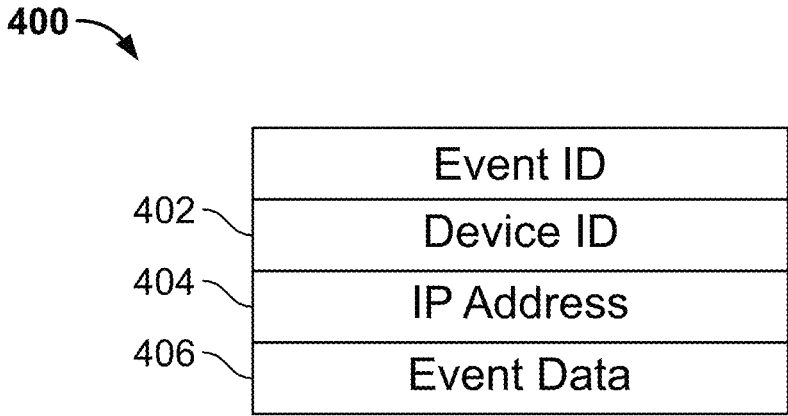 400
Event ID
402
Device ID
404
IP Address
406
Event Data